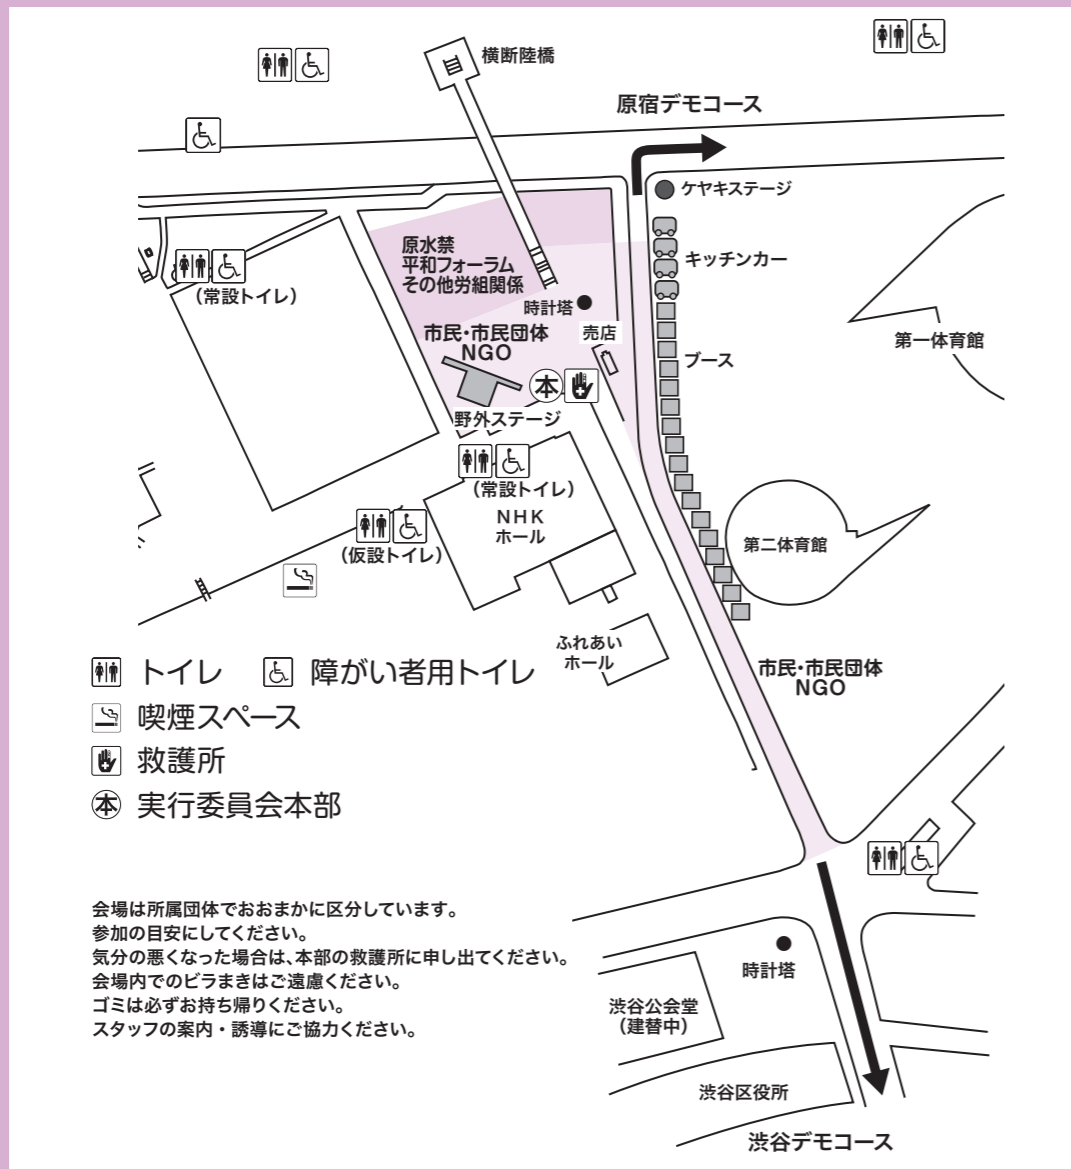 横断陸橋
原宿デモコース
ケヤキステージ
キッチンカー
原水禁
平和フォーラム
その他労組関係
(常設トイレ)
時計塔
市民・市民団体
NGO
売店
第一体育館
ブース
本
野外ステージ
(常設トイレ)
NHK
ホール
第二体育館
(仮設トイレ)
ふれあい
ホール
トイレ 障がい者用トイレ
市民・市民団体
NGO
喫煙スペース
救護所
本 実行委員会本部
会場は所属団体でおおまかに区分しています。
参加の目安にしてください。
気分の悪くなった場合は、本部の救護所に申し出てください。
会場内でのビラまきはご遠慮ください。
ゴミは必ずお持ち帰りください。
スタッフの案内・誘導にご協力ください。
時計塔
渋谷公会堂
(建替中)
渋谷区役所
渋谷デモコース